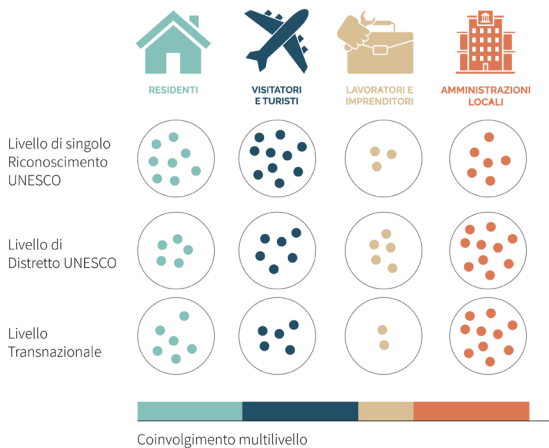 RESIDENTI
VISITATORI
E TURISTI
LAVORATORI E
IMPRENDITORI
AMMINISTRAZIONI
LOCALI
Livello di singolo
Riconoscimento
UNESCO
Livello di
Distretto UNESCO
Livello
Transnazionale
Coinvolgimento multilivello